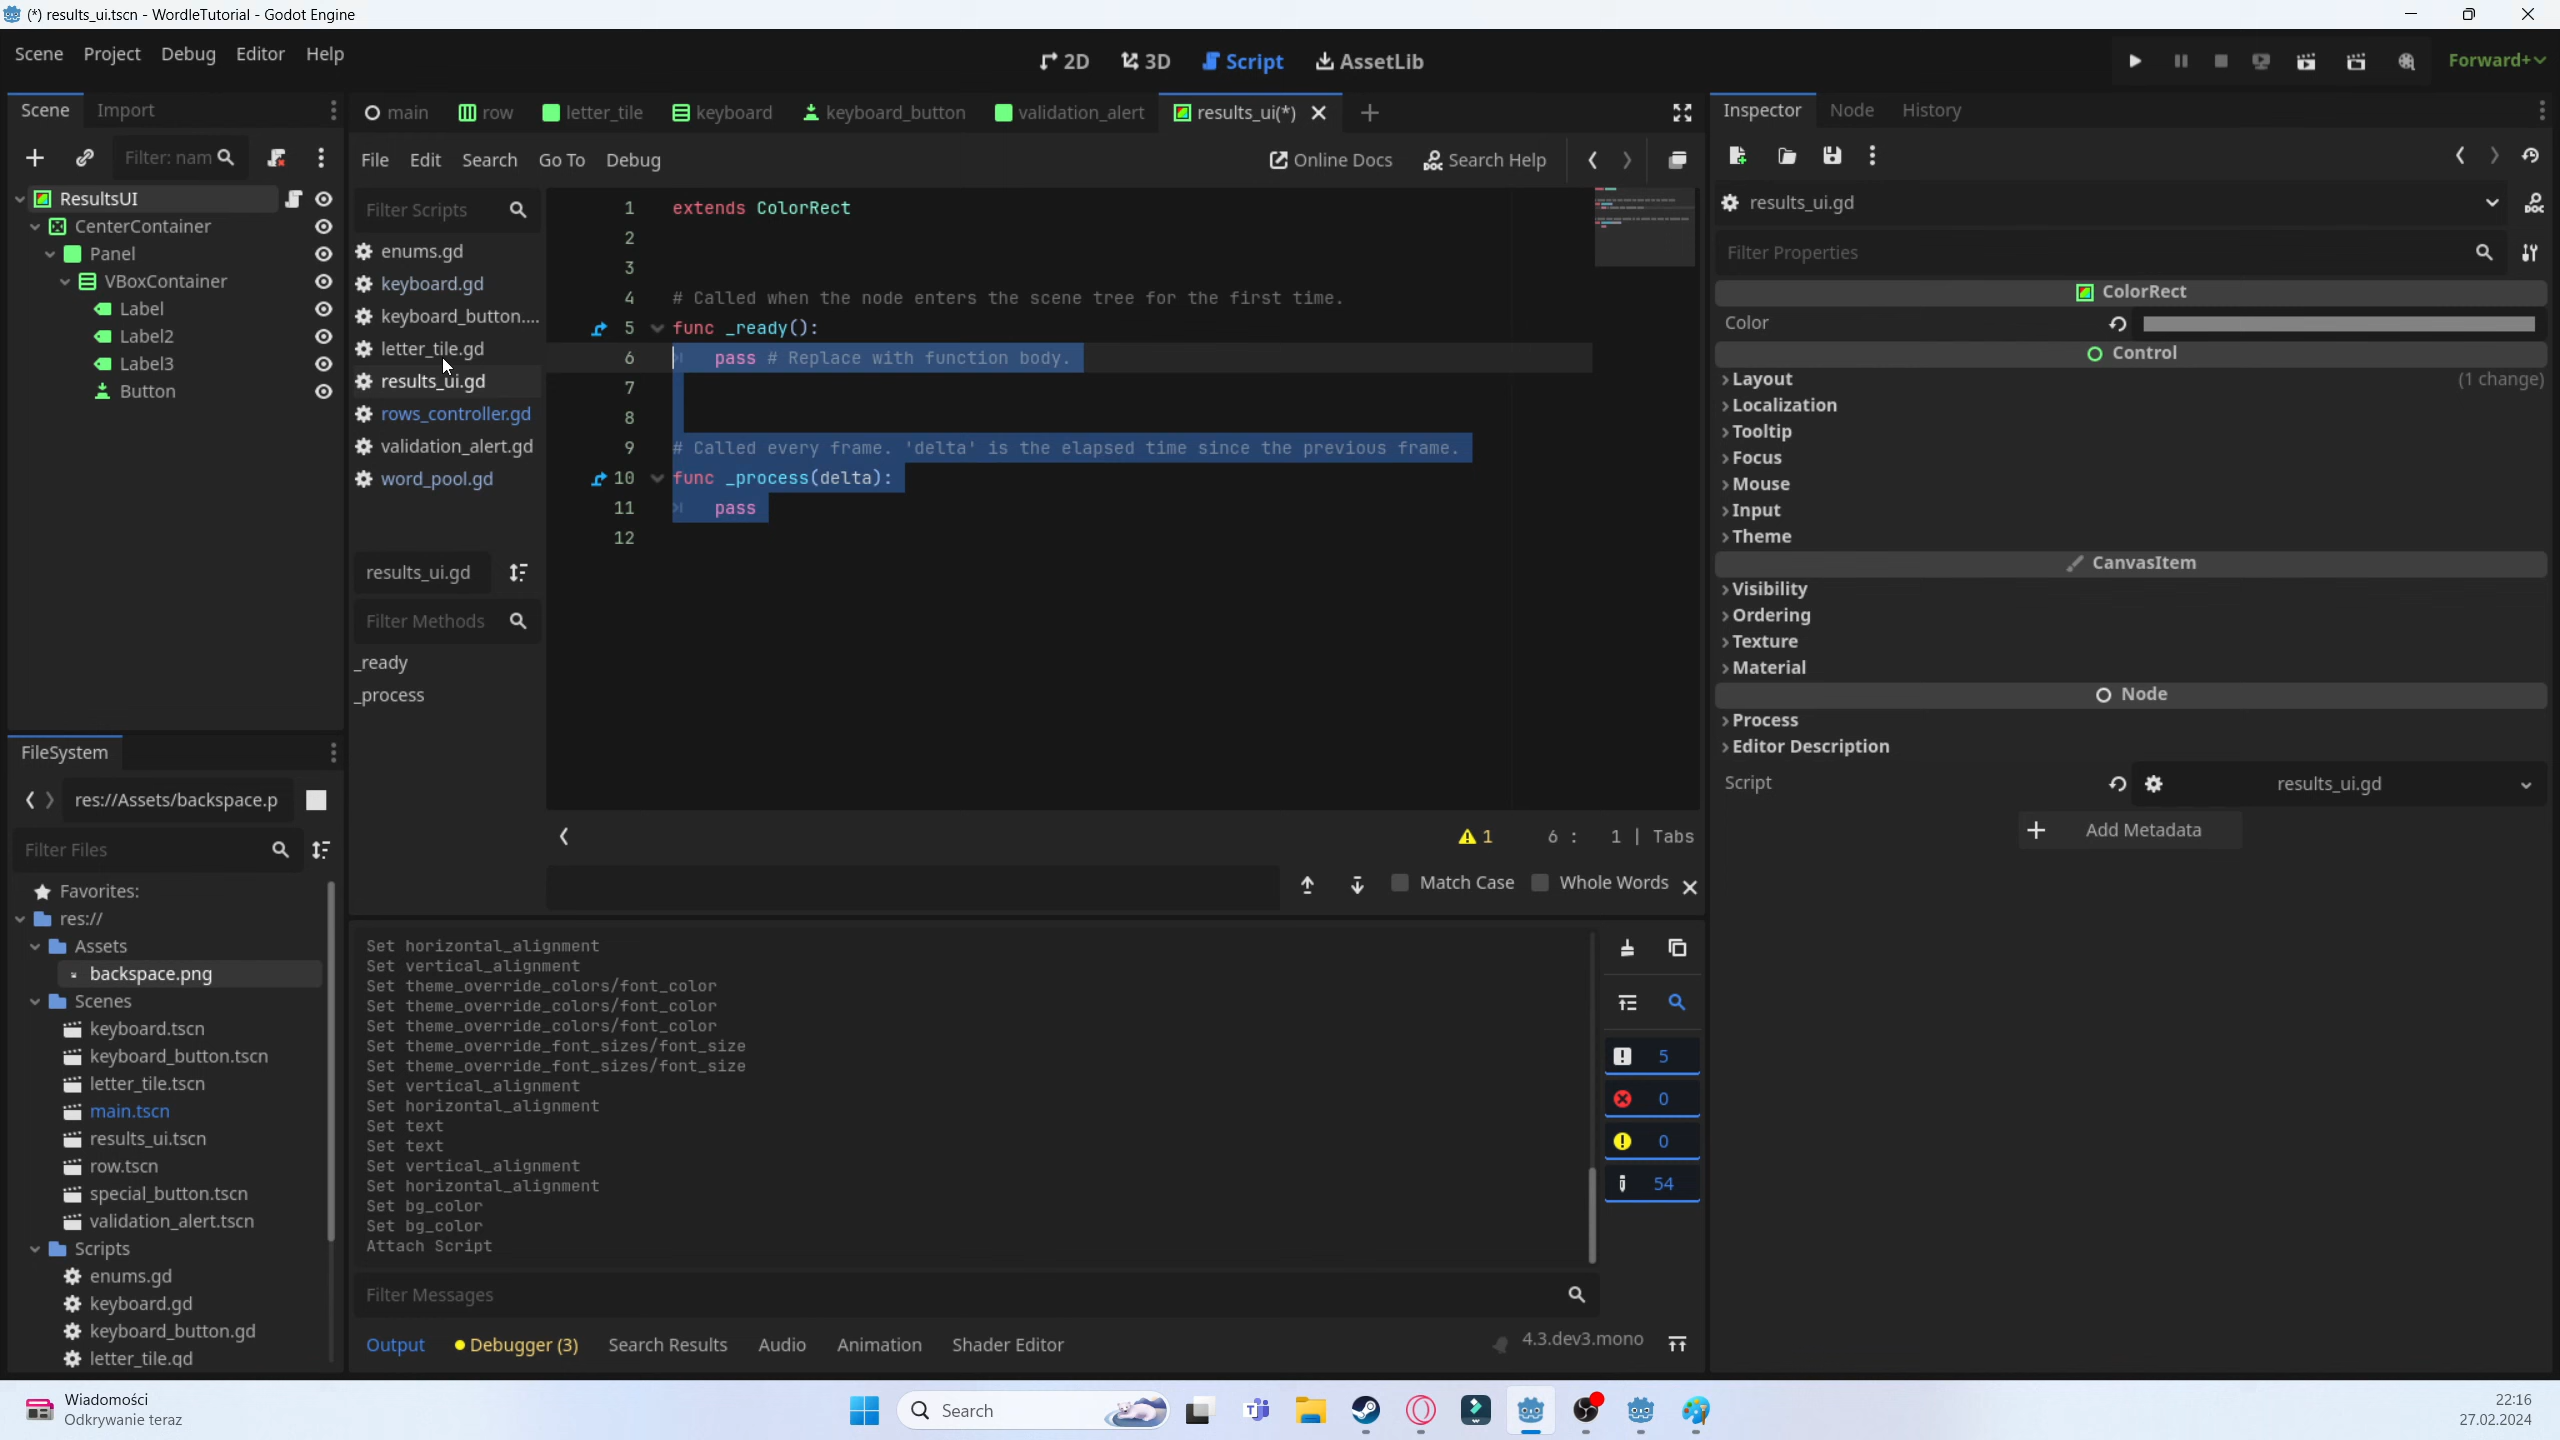 (*) results_ui.tscn - WordleTutorial - Godot Engine
Scene Project Debug Editor Help
2D 3D Script AssetLib
Forward+
Scene Import
main row letter_tile keyboard keyboard_button validation_alert results_ui(*)
Inspector Node History
Filter: nam
File Edit Search Go To Debug
Online Docs Search Help
ResultsUI
CenterContainer
Panel
VBoxContainer
Label
Label2
Label3
Button
Filter Scripts
enums.gd
keyboard.gd
keyboard_button....
letter_tile.gd
results_ui.gd
rows_controller.gd
validation_alert.gd
word_pool.gd
results_ui.gd
Filter Methods
_ready
_process
1 extends ColorRect
2
3
4 # Called when the node enters the scene tree for the first time.
5 func _ready():
6 pass # Replace with function body.
7
8
9 # Called every frame. 'delta' is the elapsed time since the previous frame.
10 func _process(delta):
11 pass
12
1 6 : 1 | Tabs
Match Case Whole Words
results_ui.gd
Filter Properties
ColorRect
Color
Control
Layout (1 change)
Localization
Tooltip
Focus
Mouse
Input
Theme
CanvasItem
Visibility
Ordering
Texture
Material
Node
Process
Editor Description
Script results_ui.gd
Add Metadata
FileSystem
res://Assets/backspace.p
Filter Files
Favorites:
res://
Assets
backspace.png
Scenes
keyboard.tscn
keyboard_button.tscn
letter_tile.tscn
main.tscn
results_ui.tscn
row.tscn
special_button.tscn
validation_alert.tscn
Scripts
enums.gd
keyboard.gd
keyboard_button.gd
letter_tile.gd
Set horizontal_alignment
Set vertical_alignment
Set theme_override_colors/font_color
Set theme_override_colors/font_color
Set theme_override_colors/font_color
Set theme_override_font_sizes/font_size
Set theme_override_font_sizes/font_size
Set vertical_alignment
Set horizontal_alignment
Set text
Set text
Set vertical_alignment
Set horizontal_alignment
Set bg_color
Set bg_color
Attach Script
5
0
0
54
Filter Messages
Output Debugger (3) Search Results Audio Animation Shader Editor
4.3.dev3.mono
Wiadomości
Odkrywanie teraz
Search
22:16
27.02.2024